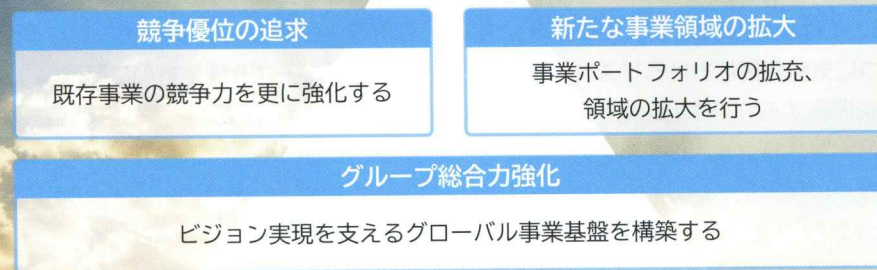 競争優位の追求
既存事業の競争力を更に強化する
新たな事業領域の拡大
事業ポートフォリオの拡充、
領域の拡大を行う
グループ総合力強化
ビジョン実現を支えるグローバル事業基盤を構築する